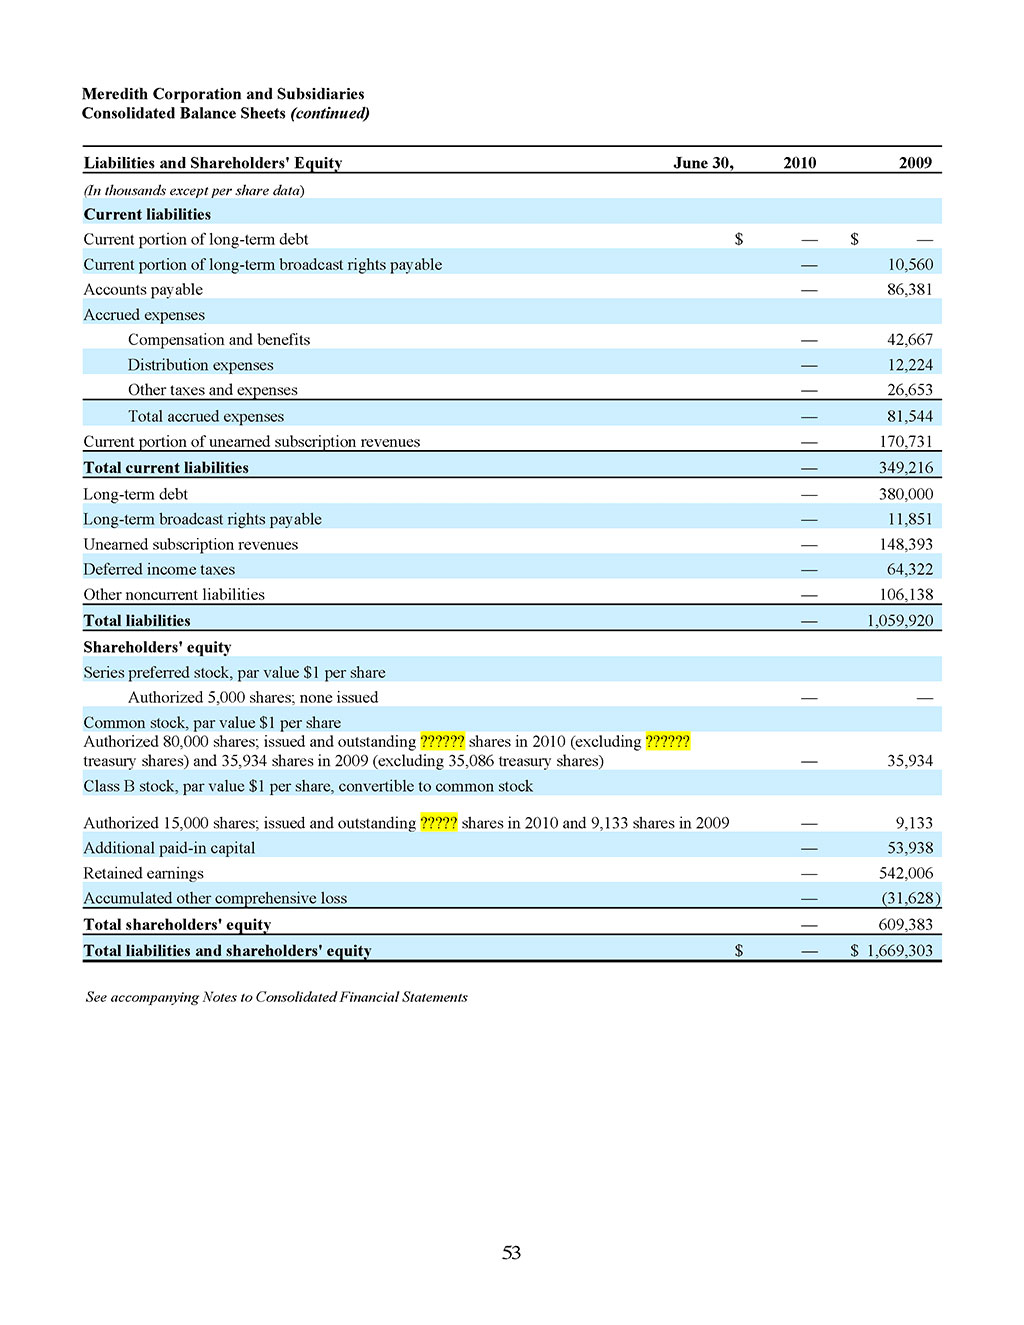 Meredith Corporation and Subsidiaries
Consolidated Balance Sheets (continued)
Liabilities and Shareholders' Equity June 30, 2010 2009
(In thousands except per share data)
Current liabilities
Current portion of long-term debt $ — $ —
Current portion of long-term broadcast rights payable — 10,560
Accounts payable — 86,381
Accrued expenses
Compensation and benefits — 42,667
Distribution expenses — 12,224
Other taxes and expenses — 26,653
Total accrued expenses — 81,544
Current portion of unearned subscription revenues — 170,731
Total current liabilities — 349,216
Long-term debt — 380,000
Long-term broadcast rights payable — 11,851
Unearned subscription revenues — 148,393
Deferred income taxes — 64,322
Other noncurrent liabilities — 106,138
Total liabilities — 1,059,920
Shareholders' equity
Series preferred stock, par value $1 per share
Authorized 5,000 shares; none issued — —
Common stock, par value $1 per share
Authorized 80,000 shares; issued and outstanding ?????? shares in 2010 (excluding ??????
treasury shares) and 35,934 shares in 2009 (excluding 35,086 treasury shares) — 35,934
Class B stock, par value $1 per share, convertible to common stock
Authorized 15,000 shares; issued and outstanding ????? shares in 2010 and 9,133 shares in 2009 — 9,133
Additional paid-in capital — 53,938
Retained earnings — 542,006
Accumulated other comprehensive loss — (31,628)
Total shareholders' equity — 609,383
Total liabilities and shareholders' equity $ — $ 1,669,303
See accompanying Notes to Consolidated Financial Statements
53